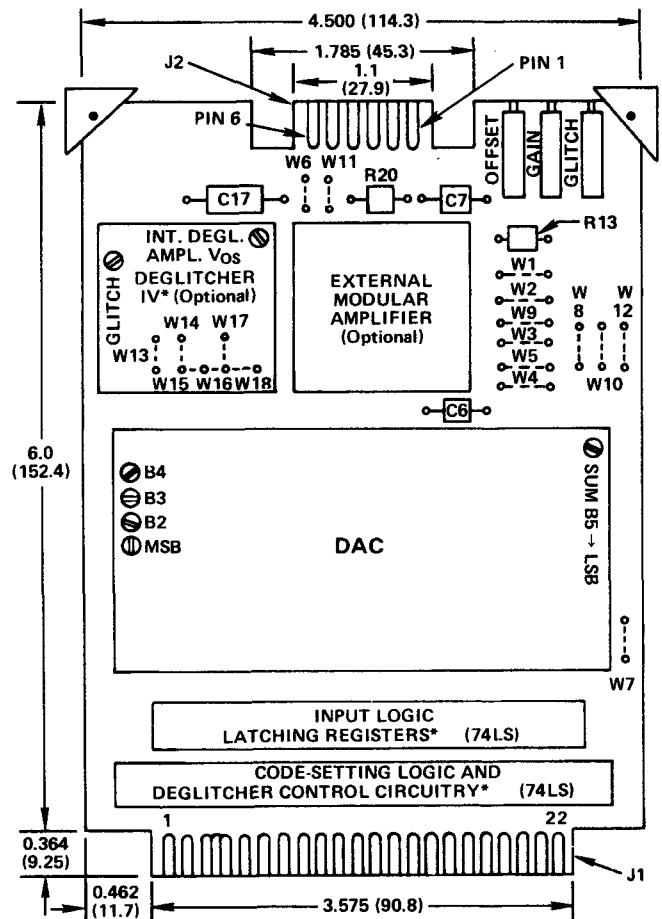 4.500 (114.3)
1.785 (45.3)
J2
1.1
(27.9)
PIN 1
PIN 6
OFFSET
GAIN
GLITCH
W6
W11
R20
C17
C7
R13
INT. DEGL.
AMPL. VOS
DEGLITCHER
IV* (Optional)
GLITCH
W14
W17
W13
W15
W16
W18
EXTERNAL
MODULAR
AMPLIFIER
(Optional)
W1
W2
W9
W3
W5
W4
W
8
W
12
W10
C6
6.0
(152.4)
B4
B3
B2
MSB
DAC
SUM B5 → LSB
W7
INPUT LOGIC
LATCHING REGISTERS* (74LS)
CODE-SETTING LOGIC AND
DEGLITCHER CONTROL CIRCUITRY* (74LS)
1
22
0.364
(9.25)
J1
0.462
(11.7)
3.575 (90.8)